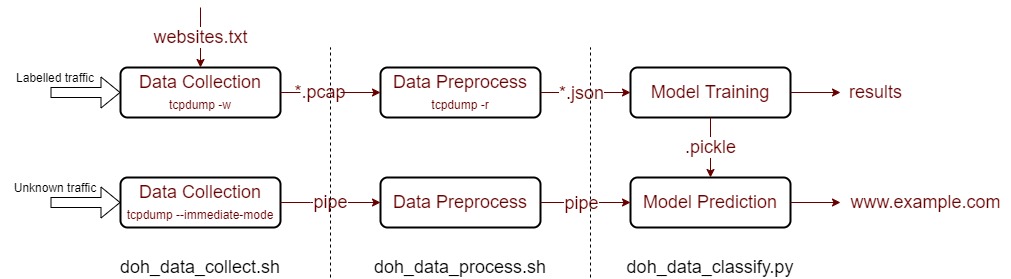 websites.txt
Labelled traffic
Data Collection
tcpdump -w
*.pcap
Data Preprocess
tcpdump -r
*.json
Model Training
results
.pickle
Unknown traffic
Data Collection
tcpdump --immediate-mode
pipe
Data Preprocess
pipe
Model Prediction
www.example.com
doh_data_collect.sh
doh_data_process.sh
doh_data_classify.py